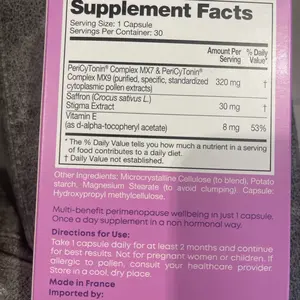 Supplement Facts
Serving Size: 1 Capsule
Servings Per Container: 30
Amount Per Serving
% Daily Value*
PeriCyTonin® Complex MX7 & PeriCyTonin®
Complex MX9 (purified, specific, standardized
cytoplasmic pollen extracts)
320 mg
†
Saffron (Crocus sativus L.)
Stigma Extract
30 mg
†
Vitamin E
(as d-alpha-tocopheryl acetate)
8 mg
53%
* The % Daily Value tells you how much a nutrient in a serving
of food contributes to a daily diet.
† Daily Value not established.
Other Ingredients: Microcrystalline Cellulose (to blend), Potato
starch, Magnesium Stearate (to avoid clumping). Capsule:
Hydroxypropyl methylcellulose.
Multi-benefit perimenopause wellbeing in just 1 capsule.
Once a day supplement in a non hormonal way.
Directions for Use:
Take 1 capsule daily for at least 2 months and continue
for best results. Not for pregnant women or children. If
allergic to pollen, consult your healthcare provider.
Store in a cool, dry place.
Made in France
Imported by: